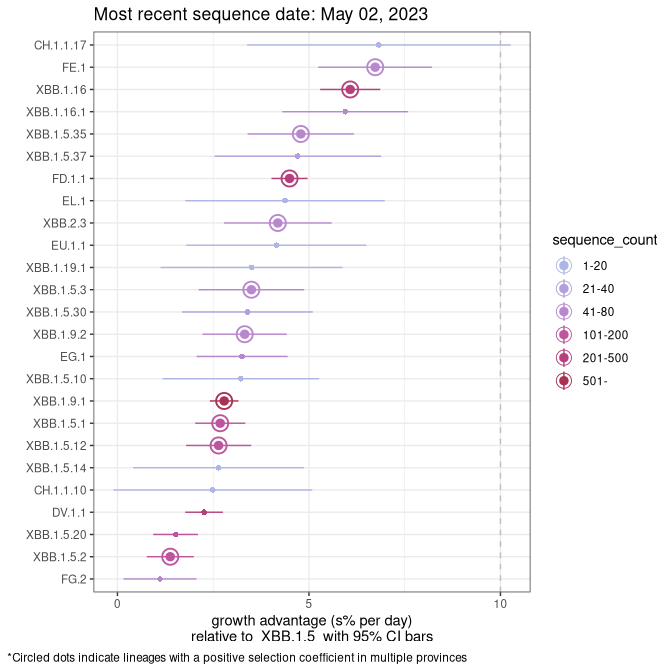 Most recent sequence date: May 02, 2023
CH.1.1.17
FE.1
XBB.1.16
XBB.1.16.1
XBB.1.5.35
XBB.1.5.37
FD.1.1
EL.1
XBB.2.3
EU.1.1
XBB.1.19.1
XBB.1.5.3
XBB.1.5.30
XBB.1.9.2
EG.1
XBB.1.5.10
XBB.1.9.1
XBB.1.5.1
XBB.1.5.12
XBB.1.5.14
CH.1.1.10
DV.1.1
XBB.1.5.20
XBB.1.5.2
FG.2
0 5 10
growth advantage (s% per day)
relative to XBB.1.5 with 95% CI bars
sequence_count
1-20
21-40
41-80
101-200
201-500
501-
*Circled dots indicate lineages with a positive selection coefficient in multiple provinces